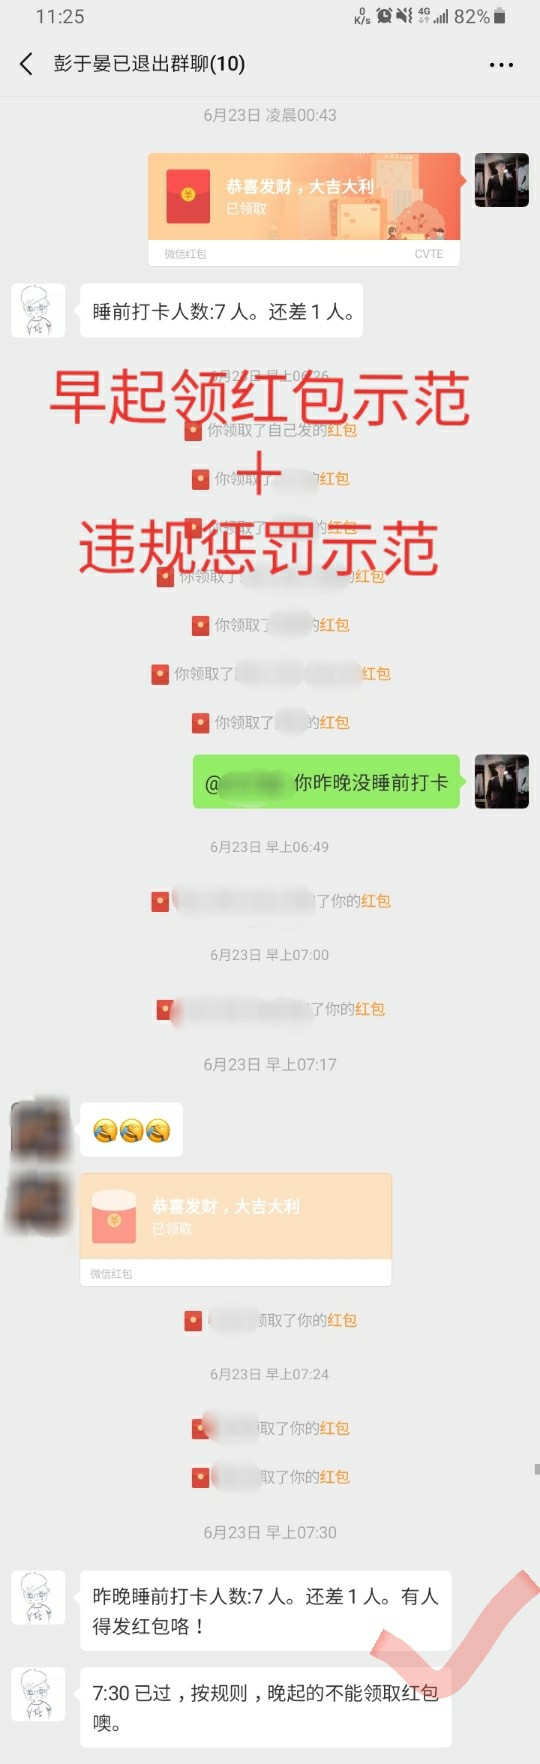 11:25
0
K/s
4G
82%
彭于晏已退出群聊(10)
6月23日 凌晨00:43
恭喜发财，大吉大利
已领取
微信红包
CVTE
睡前打卡人数:7 人。还差 1 人。
6月23日 早上06:26
早起领红包示范
你领取了自己发的红包
+
你领取了 的红包
违规惩罚示范
你领取了 的红包
你领取了 的红包
你领取了 的红包
你领取了 红包
你领取了 的红包
@ 你昨晚没睡前打卡
6月23日 早上06:49
了你的红包
6月23日 早上07:00
了你的红包
6月23日 早上07:17
恭喜发财，大吉大利
已领取
微信红包
领取了你的红包
6月23日 早上07:24
取了你的红包
取了你的红包
6月23日 早上07:30
昨晚睡前打卡人数:7 人。还差 1 人。有人
得发红包咯！
7:30 已过，按规则，晚起的不能领取红包
噢。